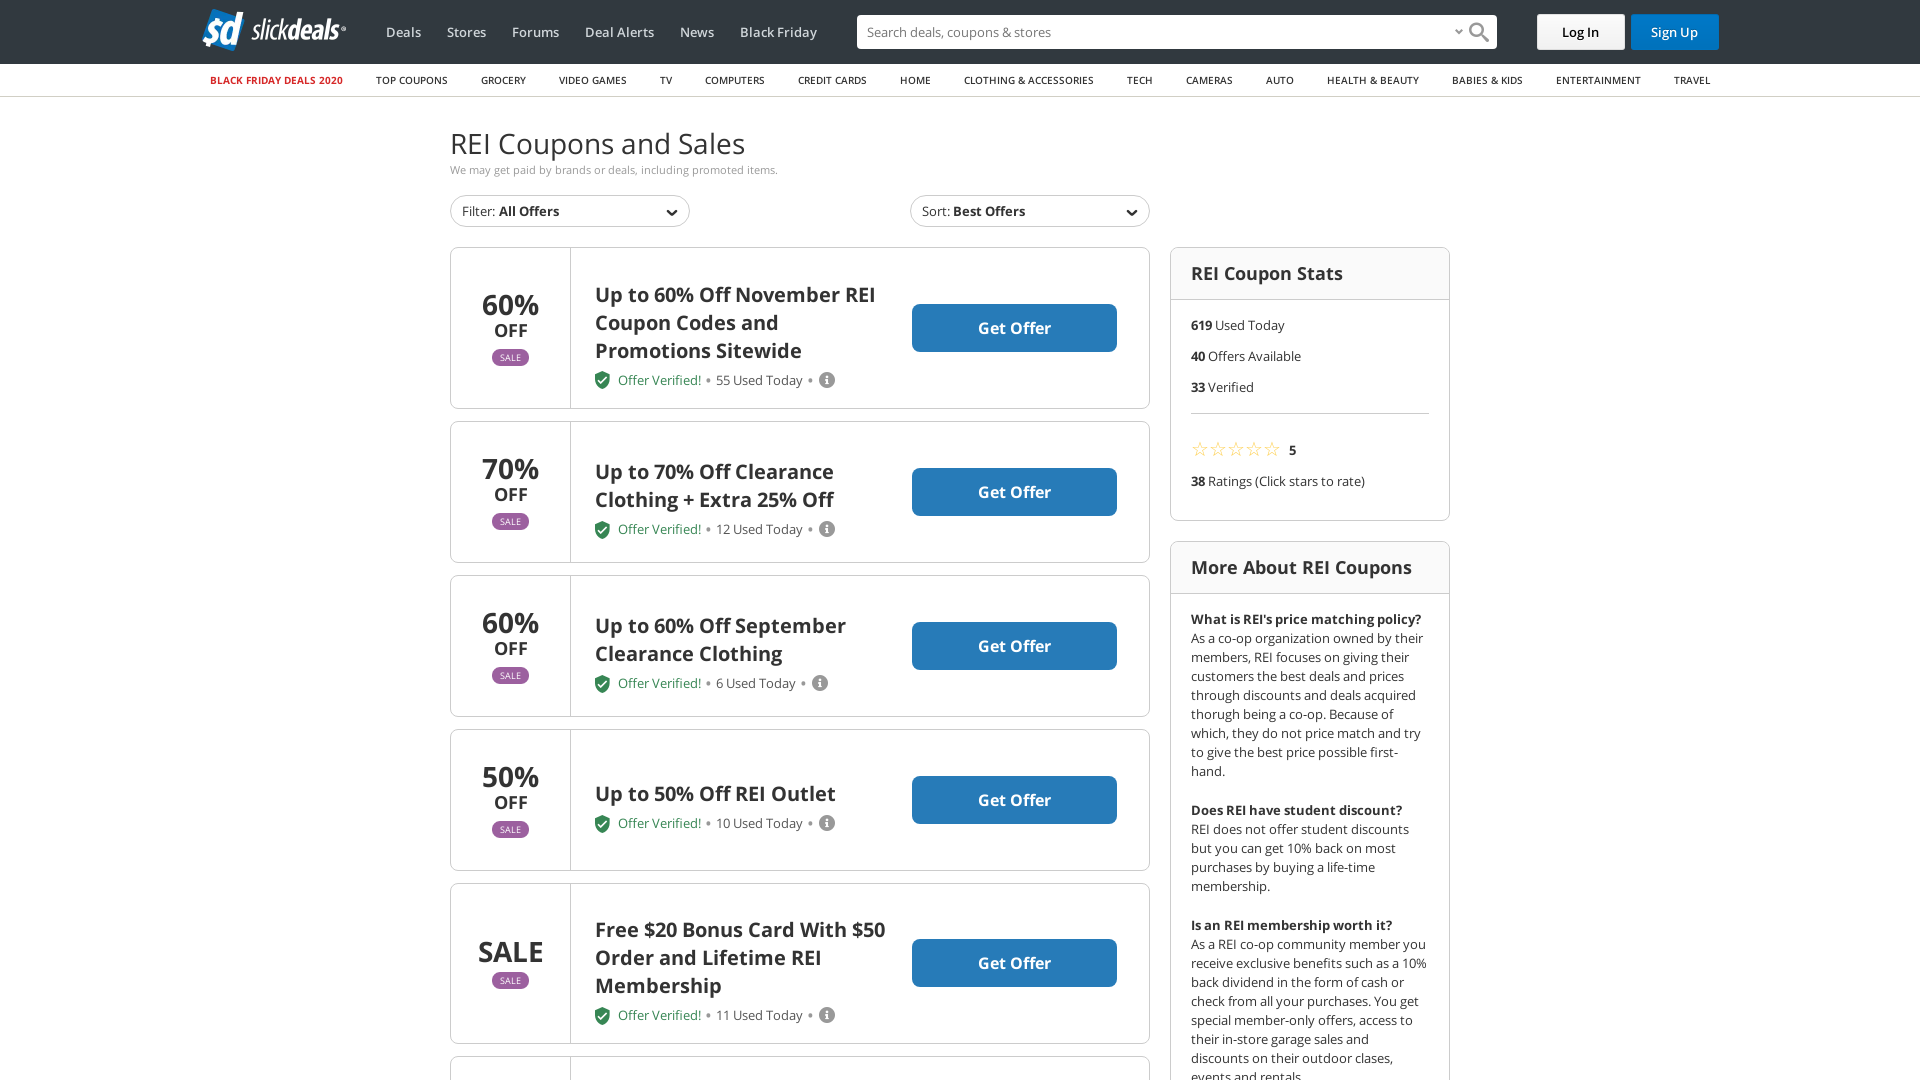 sd slickdeals
Deals
Stores
Forums
Deal Alerts
News
Black Friday
Search deals, coupons & stores
Log In
Sign Up
BLACK FRIDAY DEALS 2020
TOP COUPONS
GROCERY
VIDEO GAMES
TV
COMPUTERS
CREDIT CARDS
HOME
CLOTHING & ACCESSORIES
TECH
CAMERAS
AUTO
HEALTH & BEAUTY
BABIES & KIDS
ENTERTAINMENT
TRAVEL
REI Coupons and Sales
We may get paid by brands or deals, including promoted items.
Filter: All Offers
Sort: Best Offers
60%
OFF
SALE
Up to 60% Off November REI
Coupon Codes and
Promotions Sitewide
Offer Verified! • 55 Used Today •
Get Offer
70%
OFF
SALE
Up to 70% Off Clearance
Clothing + Extra 25% Off
Offer Verified! • 12 Used Today •
Get Offer
60%
OFF
SALE
Up to 60% Off September
Clearance Clothing
Offer Verified! • 6 Used Today •
Get Offer
50%
OFF
SALE
Up to 50% Off REI Outlet
Offer Verified! • 10 Used Today •
Get Offer
SALE
SALE
Free $20 Bonus Card With $50
Order and Lifetime REI
Membership
Offer Verified! • 11 Used Today •
Get Offer
REI Coupon Stats
619 Used Today
40 Offers Available
33 Verified
☆☆☆☆☆ 5
38 Ratings (Click stars to rate)
More About REI Coupons
What is REI's price matching policy?
As a co-op organization owned by their
members, REI focuses on giving their
customers the best deals and prices
through discounts and deals acquired
thorugh being a co-op. Because of
which, they do not price match and try
to give the best price possible first-
hand.
Does REI have student discount?
REI does not offer student discounts
but you can get 10% back on most
purchases by buying a life-time
membership.
Is an REI membership worth it?
As a REI co-op community member you
receive exclusive benefits such as a 10%
back dividend in the form of cash or
check from all your purchases. You get
special member-only offers, access to
their in-store garage sales and
discounts on their outdoor clases,
events and rentals.